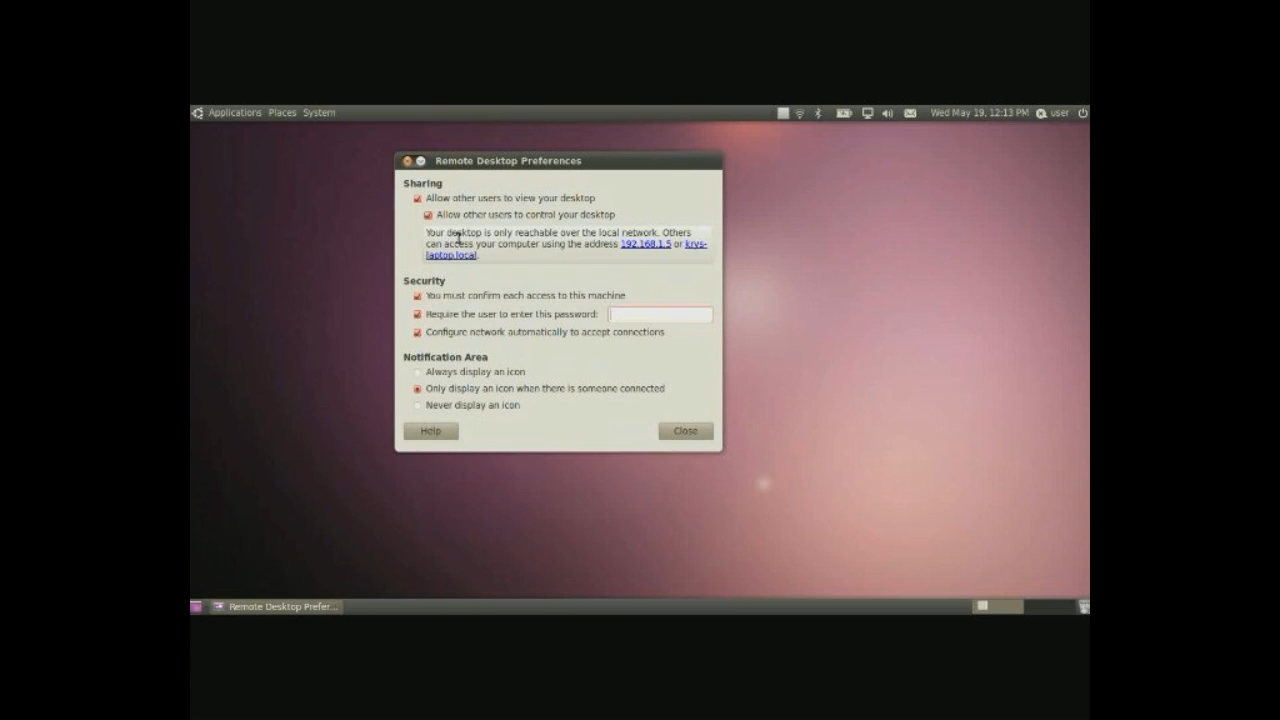 Applications Places System
Wed May 19, 12:13 PM user
Remote Desktop Preferences
Sharing
Allow other users to view your desktop
Allow other users to control your desktop
Your desktop is only reachable over the local network. Others
can access your computer using the address 192.168.1.5 or krys-
laptop.local.
Security
You must confirm each access to this machine
Require the user to enter this password:
Configure network automatically to accept connections
Notification Area
Always display an icon
Only display an icon when there is someone connected
Never display an icon
Help Close
Remote Desktop Prefer...